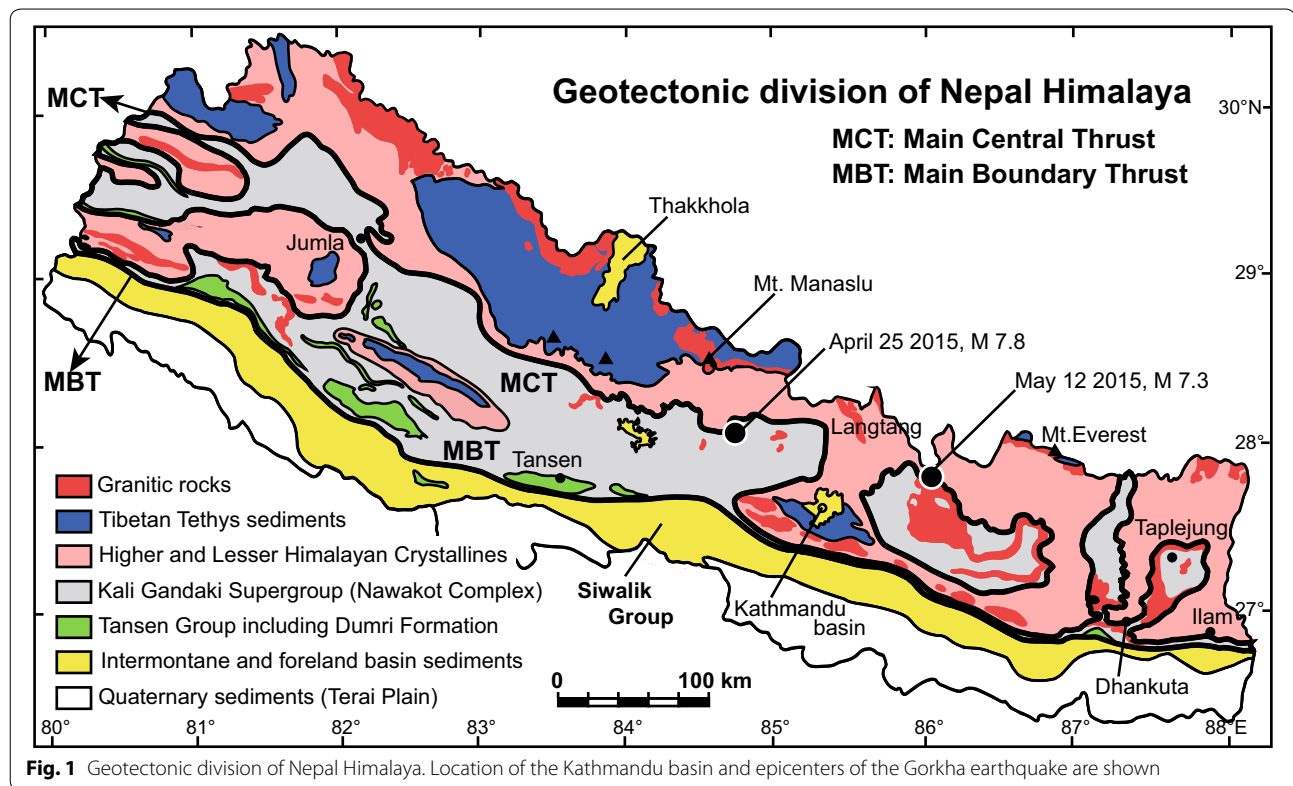 Geotectonic division of Nepal Himalaya
MCT: Main Central Thrust
MBT: Main Boundary Thrust
30°N
29°
28°
27°
MCT
Thakkhola
Jumla
Mt. Manaslu
April 25 2015, M 7.8
May 12 2015, M 7.3
MBT
MCT
Langtang
Mt.Everest
MBT
Tansen
Taplejung
Siwalik
Group
Kathmandu
basin
Ilam
Dhankuta
Granitic rocks
Tibetan Tethys sediments
Higher and Lesser Himalayan Crystallines
Kali Gandaki Supergroup (Nawakot Complex)
Tansen Group including Dumri Formation
Intermontane and foreland basin sediments
Quaternary sediments (Terai Plain)
0 100 km
80° 81° 82° 83° 84° 85° 86° 87° 88°E
Fig. 1 Geotectonic division of Nepal Himalaya. Location of the Kathmandu basin and epicenters of the Gorkha earthquake are shown